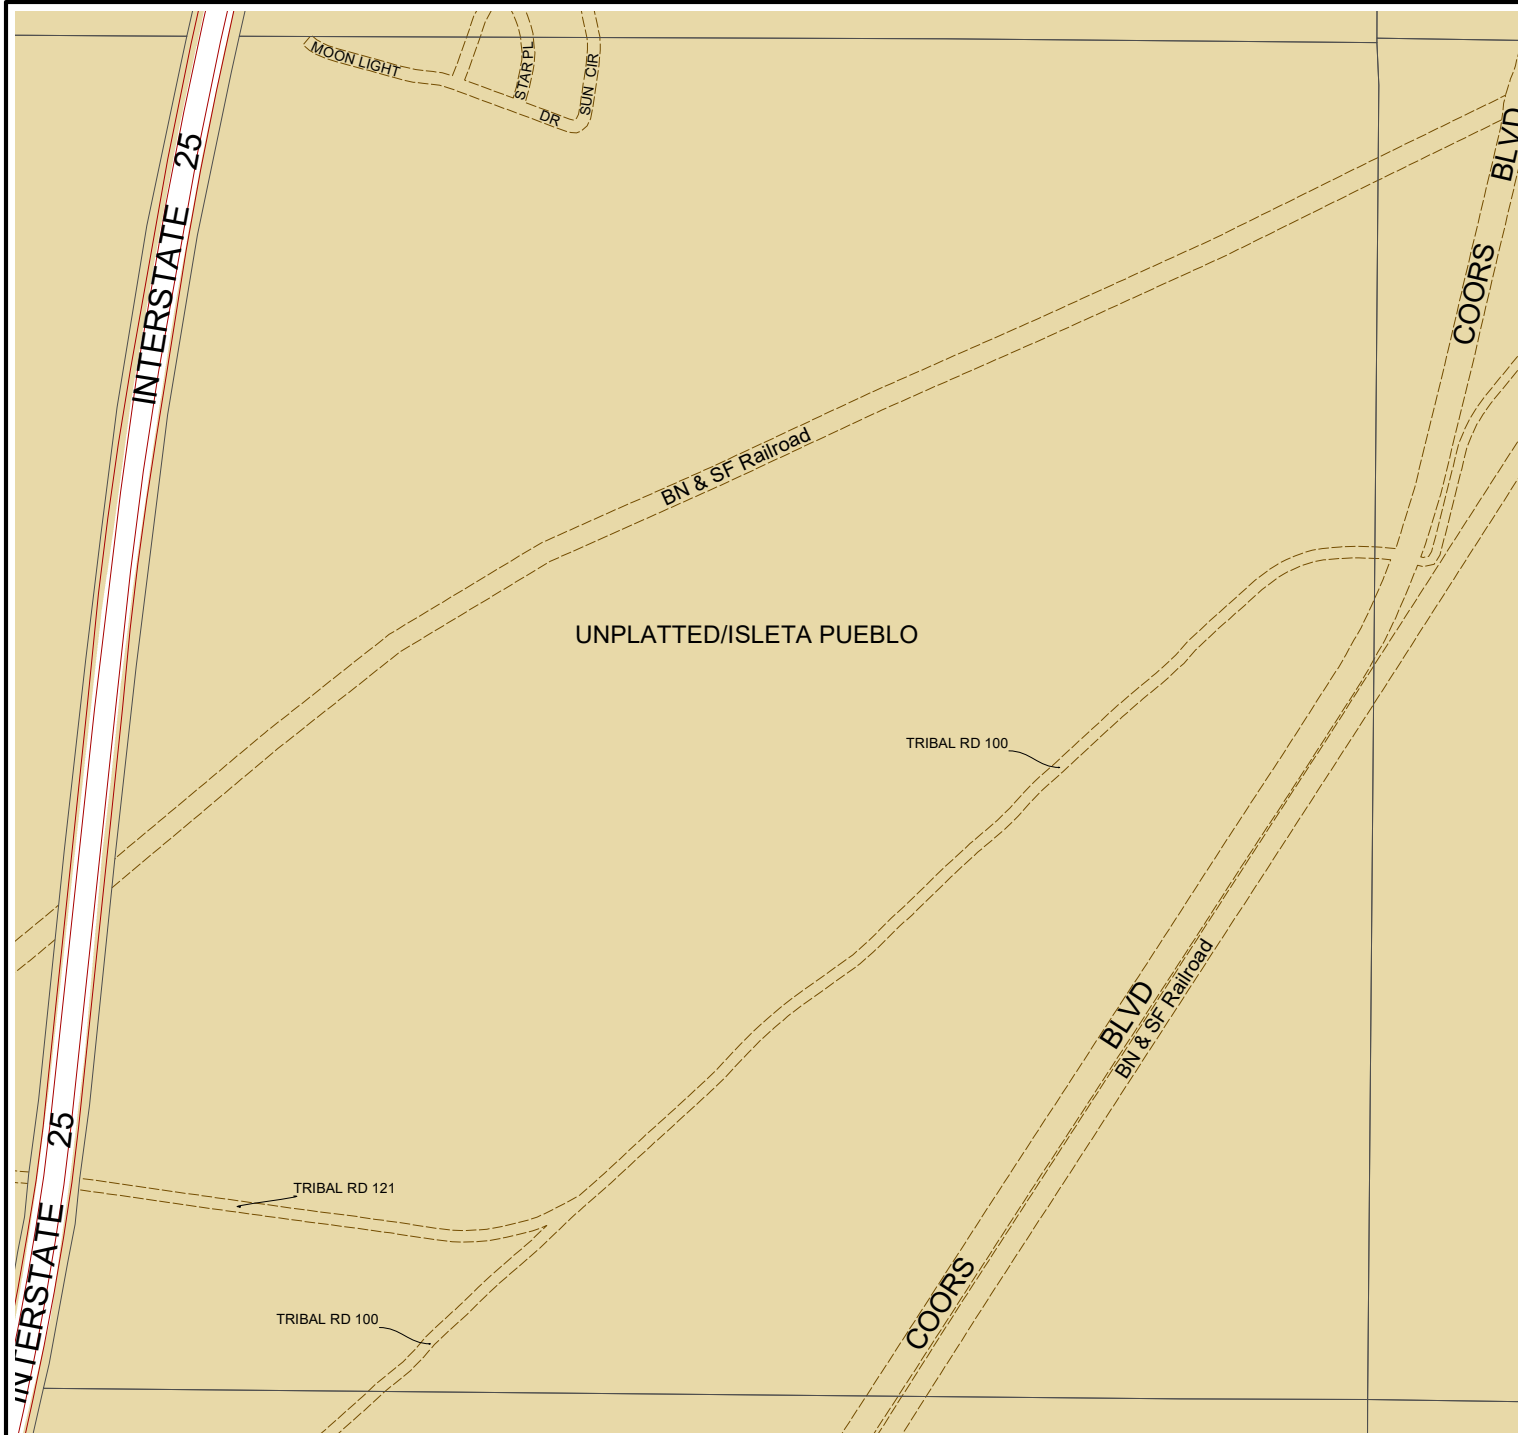 MOON LIGHT
DR
STAR PL
SUN CIR
INTERSTATE 25
COORS BLVD
BN & SF Railroad
UNPLATTED/ISLETA PUEBLO
TRIBAL RD 100
COORS BLVD
BN & SF Railroad
TRIBAL RD 121
INTERSTATE 25
TRIBAL RD 100